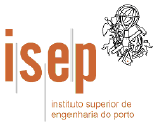 isep
instituto superior de
engenharia do porto